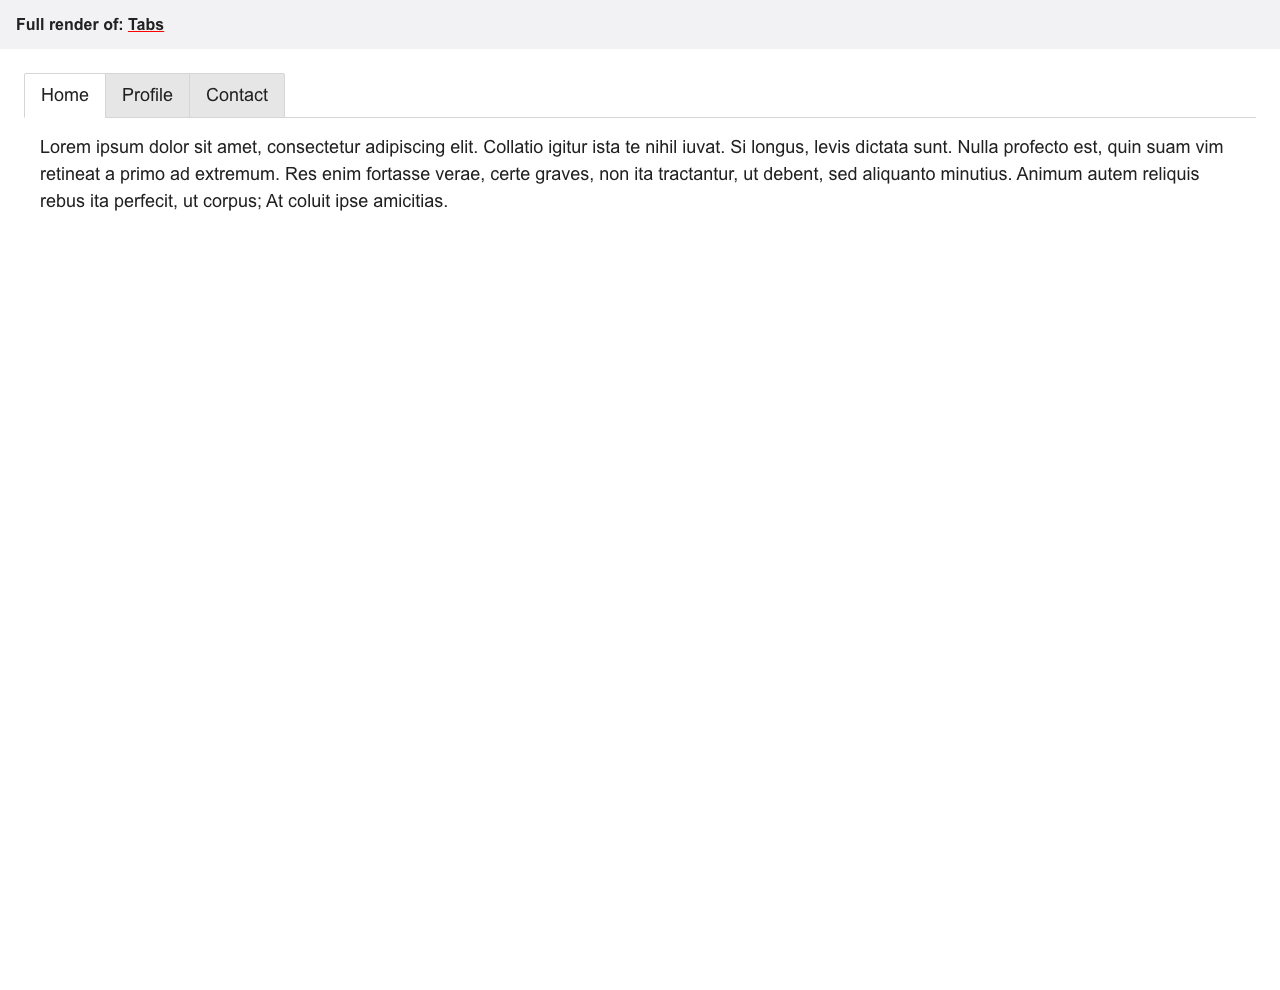 Full render of: Tabs
Home Profile Contact
Lorem ipsum dolor sit amet, consectetur adipiscing elit. Collatio igitur ista te nihil iuvat. Si longus, levis dictata sunt. Nulla profecto est, quin suam vim
retineat a primo ad extremum. Res enim fortasse verae, certe graves, non ita tractantur, ut debent, sed aliquanto minutius. Animum autem reliquis
rebus ita perfecit, ut corpus; At coluit ipse amicitias.